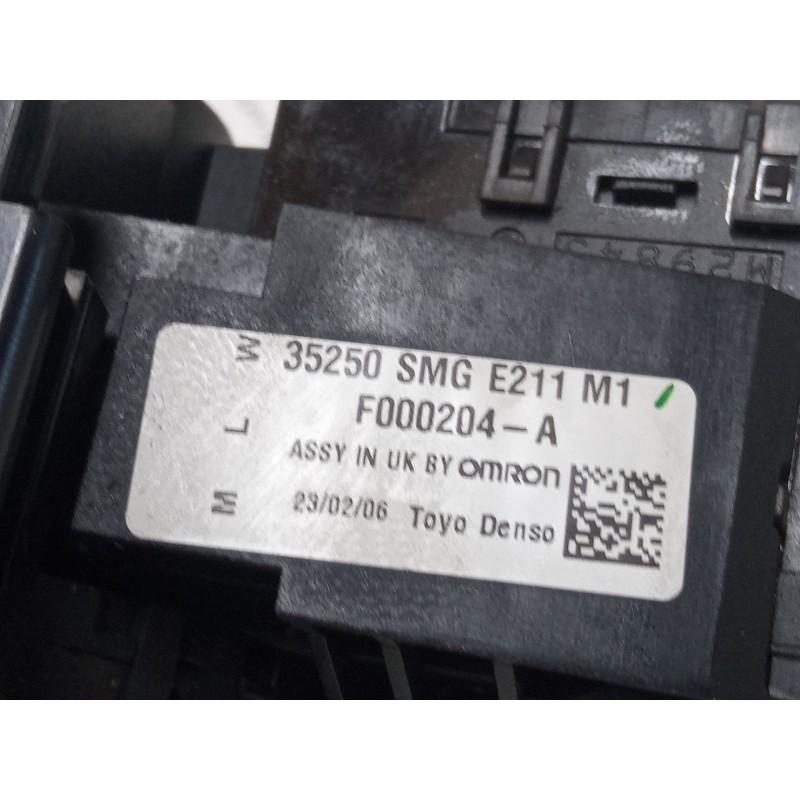 35250 SMG E211 M1
F000204-A
ASSY IN UK BY OMRON
23/02/06 Toyo Denso
W
L
M